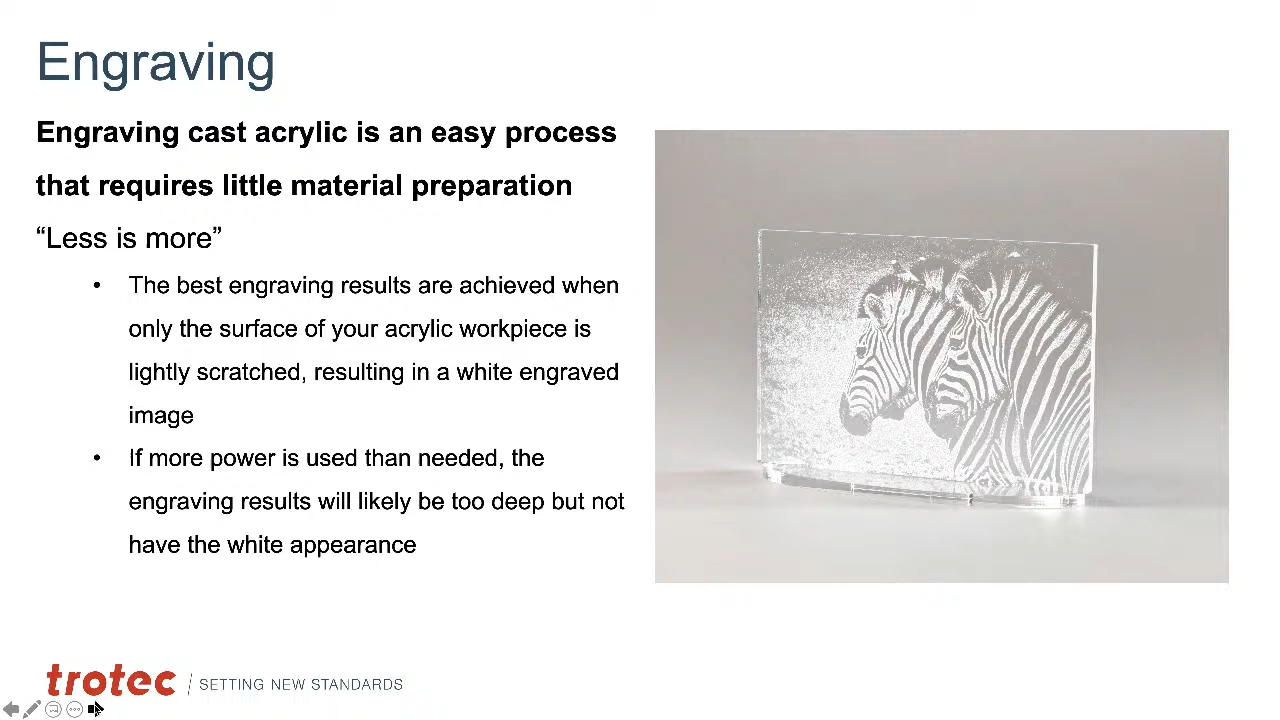 Engraving
Engraving cast acrylic is an easy process
that requires little material preparation
“Less is more”
• The best engraving results are achieved when
only the surface of your acrylic workpiece is
lightly scratched, resulting in a white engraved
image
• If more power is used than needed, the
engraving results will likely be too deep but not
have the white appearance
trotec / SETTING NEW STANDARDS